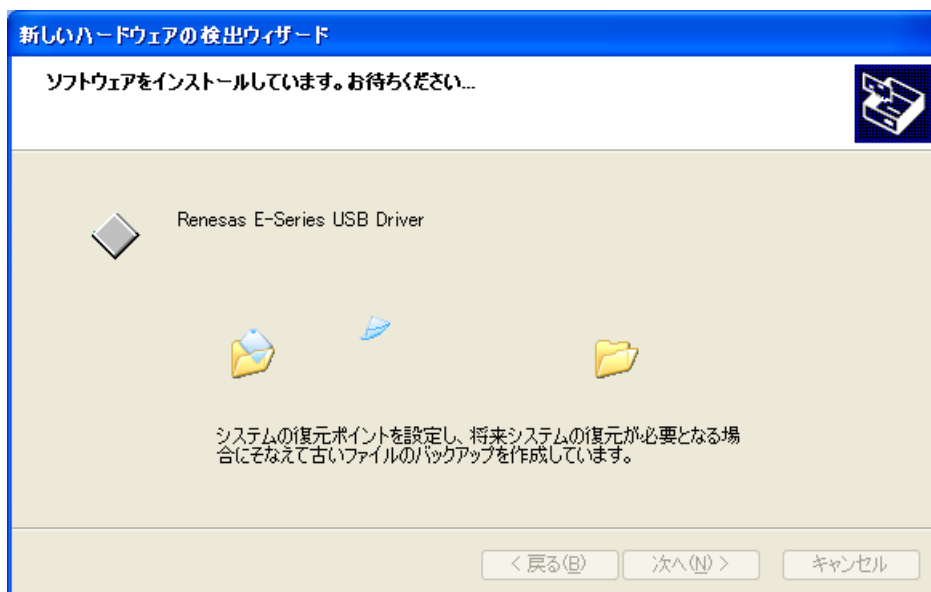 新しいハードウェアの検出ウィザード
ソフトウェアをインストールしています。お待ちください...
Renesas E-Series USB Driver
システムの復元ポイントを設定し、将来システムの復元が必要となる場
合にそなえて古いファイルのバックアップを作成しています。
< 戻る(B) 次へ(N) > キャンセル